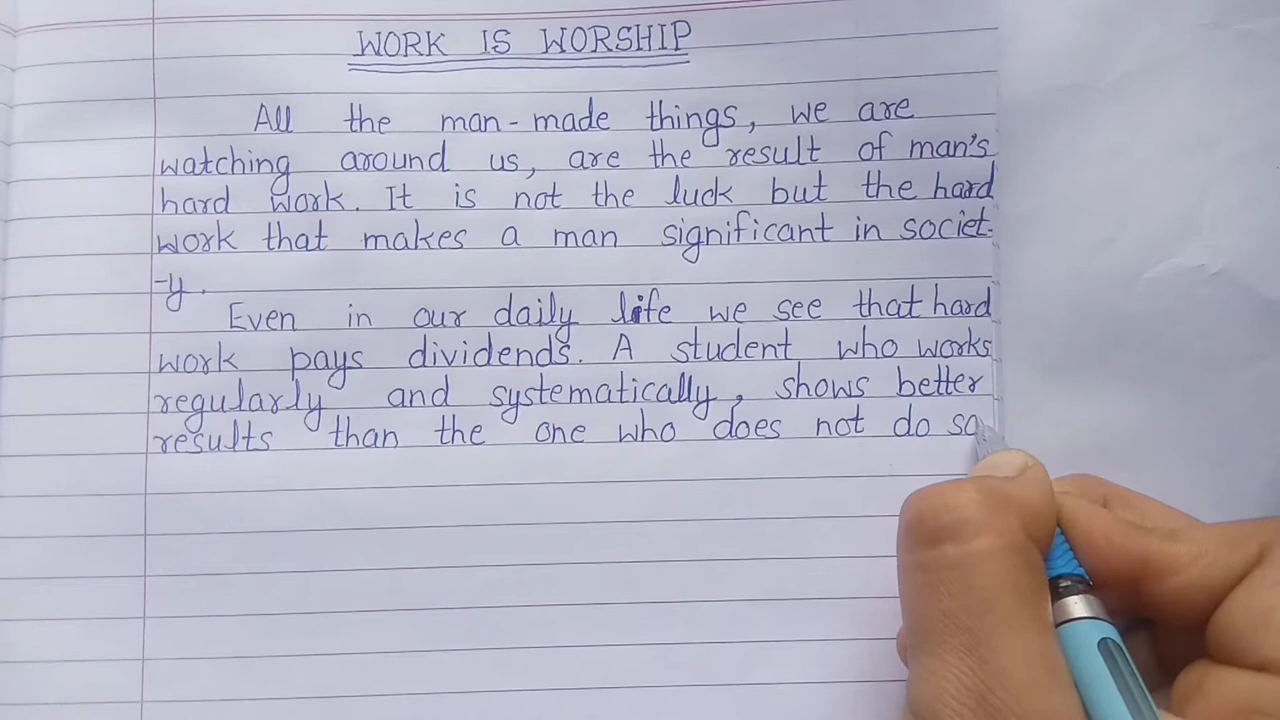 WORK IS WORSHIP
All the man-made things, we are
watching around us, are the result of man's
hard work. It is not the luck but the hard
work that makes a man significant in societ-
-y.
Even in our daily life we see that hard
work pays dividends. A student who works
regularly and systematically, shows better
results than the one who does not do so